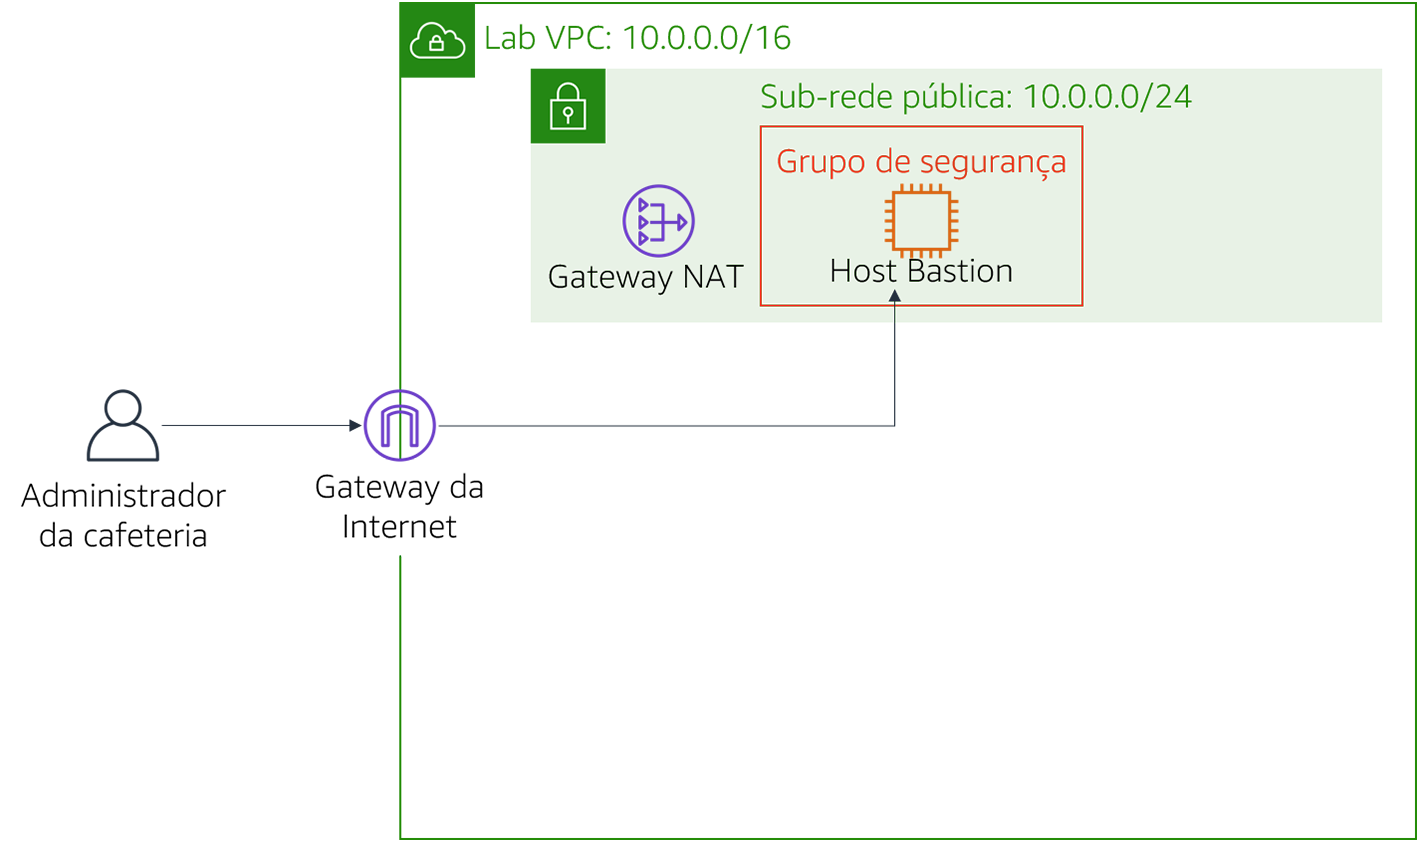 Lab VPC: 10.0.0.0/16
Sub-rede pública: 10.0.0.0/24
Grupo de segurança
Gateway NAT
Host Bastion
Administrador
da cafeteria
Gateway da
Internet